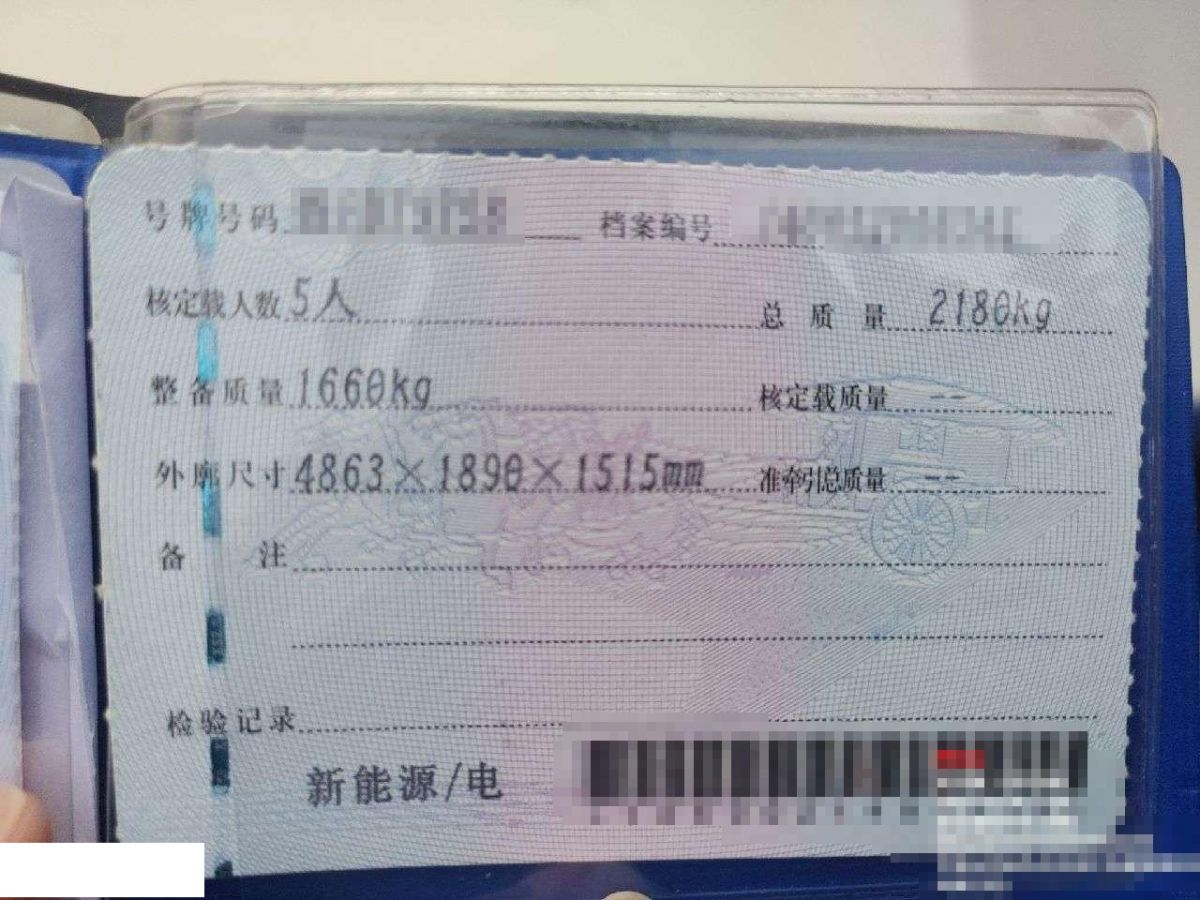 号牌号码 档案编号
核定载人数 5人 总质量 2180kg
整备质量 1660kg 核定载质量 --
外廓尺寸 4863×1890×1515mm 准牵引总质量 --
备注
检验记录
新能源/电